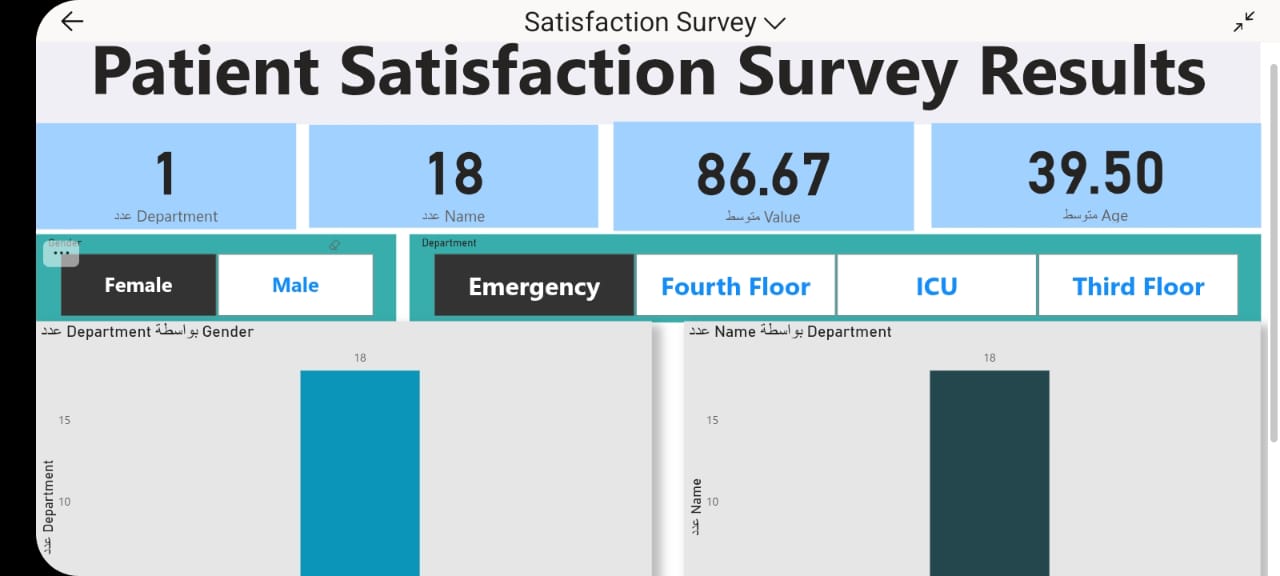 Satisfaction Survey
Patient Satisfaction Survey Results
1
عدد Department
18
عدد Name
86.67
متوسط Value
39.50
متوسط Age
Gender
Female
Male
Department
Emergency
Fourth Floor
ICU
Third Floor
عدد Department بواسطة Gender
18
15
10
عدد Department
عدد Name بواسطة Department
18
15
10
عدد Name